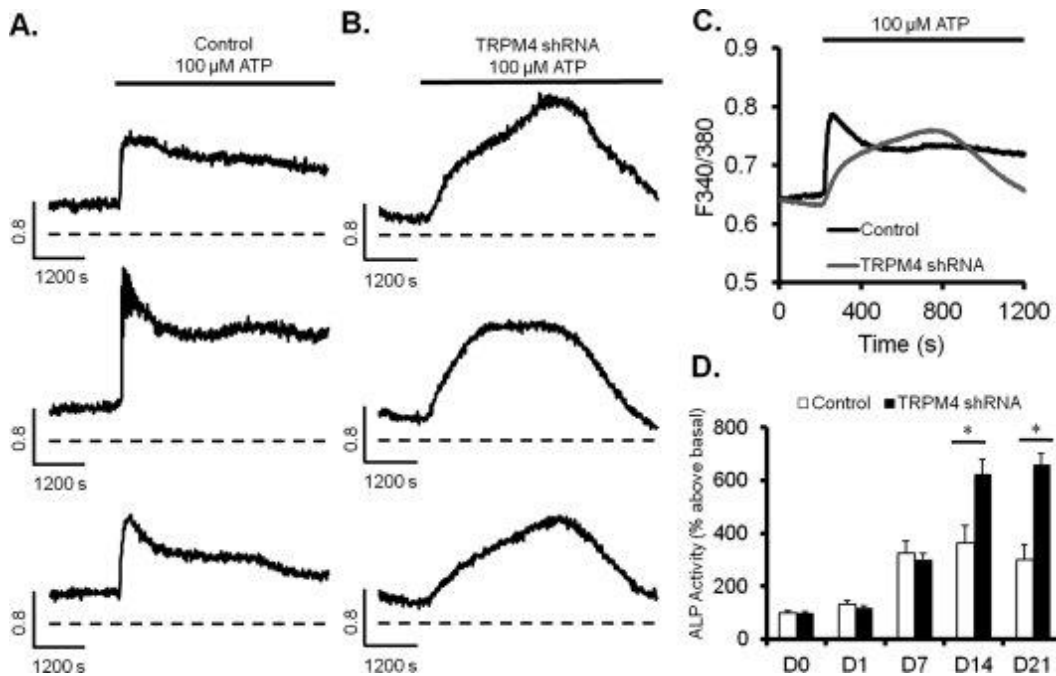 A.
Control
100 µM ATP
0.8
1200 s
0.8
1200 s
0.8
1200 s
B.
TRPM4 shRNA
100 µM ATP
0.8
1200 s
0.8
1200 s
0.8
1200 s
C.
100 µM ATP
0.9
0.8
0.7
0.6
0.5
F340/380
Control
TRPM4 shRNA
0 400 800 1200
Time (s)
D.
Control TRPM4 shRNA
800
600
400
200
0
ALP Activity (% above basal)
* *
D0 D1 D7 D14 D21